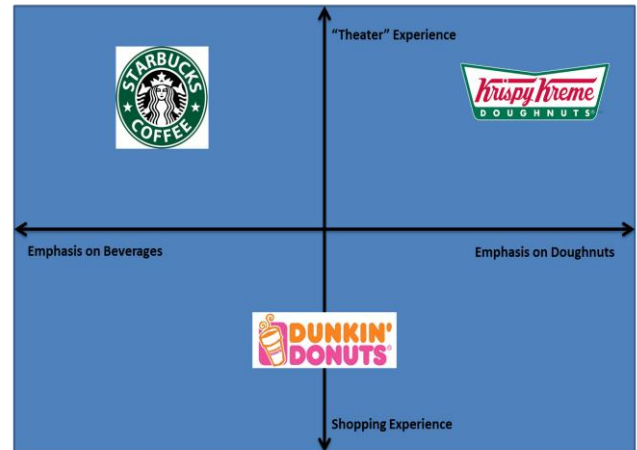 "Theater" Experience
STARBUCKS
COFFEE
Krispy Kreme
DOUGHNUTS
Emphasis on Beverages
Emphasis on Doughnuts
DUNKIN'
DONUTS
Shopping Experience